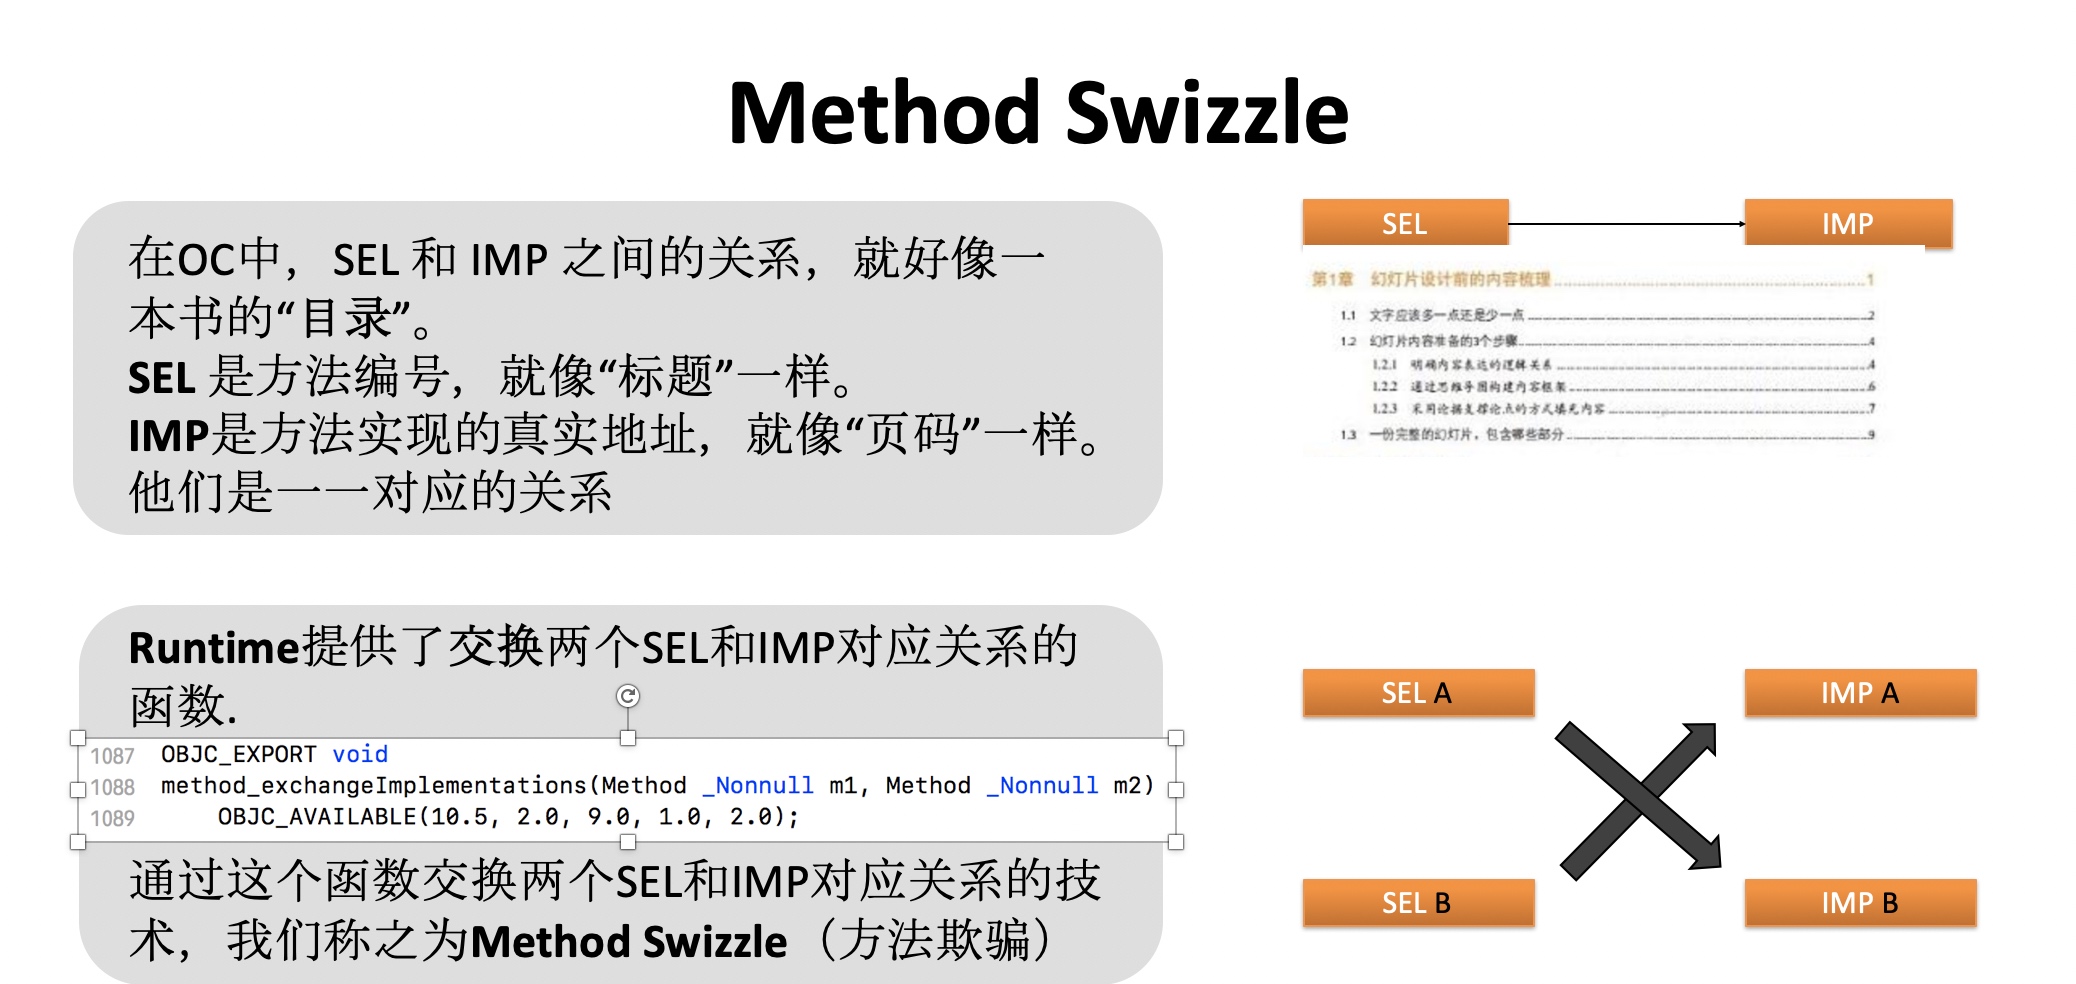 Method Swizzle
在OC中，SEL 和 IMP 之间的关系，就好像一
本书的“目录”。
SEL 是方法编号，就像“标题”一样。
IMP是方法实现的真实地址，就像“页码”一样。
他们是一一对应的关系
SEL
IMP
第1章 幻灯片设计前的内容梳理 1
1.1 文字应该多一点还是少一点 2
1.2 幻灯片内容准备的3个步骤 4
1.2.1 明确内容表达的逻辑关系 4
1.2.2 通过思维导图构建内容框架 6
1.2.3 采用论据支撑论点的方式填充内容 7
1.3 一份完整的幻灯片，包含哪些部分 9
Runtime提供了交换两个SEL和IMP对应关系的
函数.
1087 OBJC_EXPORT void
1088 method_exchangeImplementations(Method _Nonnull m1, Method _Nonnull m2)
1089 OBJC_AVAILABLE(10.5, 2.0, 9.0, 1.0, 2.0);
通过这个函数交换两个SEL和IMP对应关系的技
术，我们称之为Method Swizzle（方法欺骗）
SEL A
IMP A
SEL B
IMP B